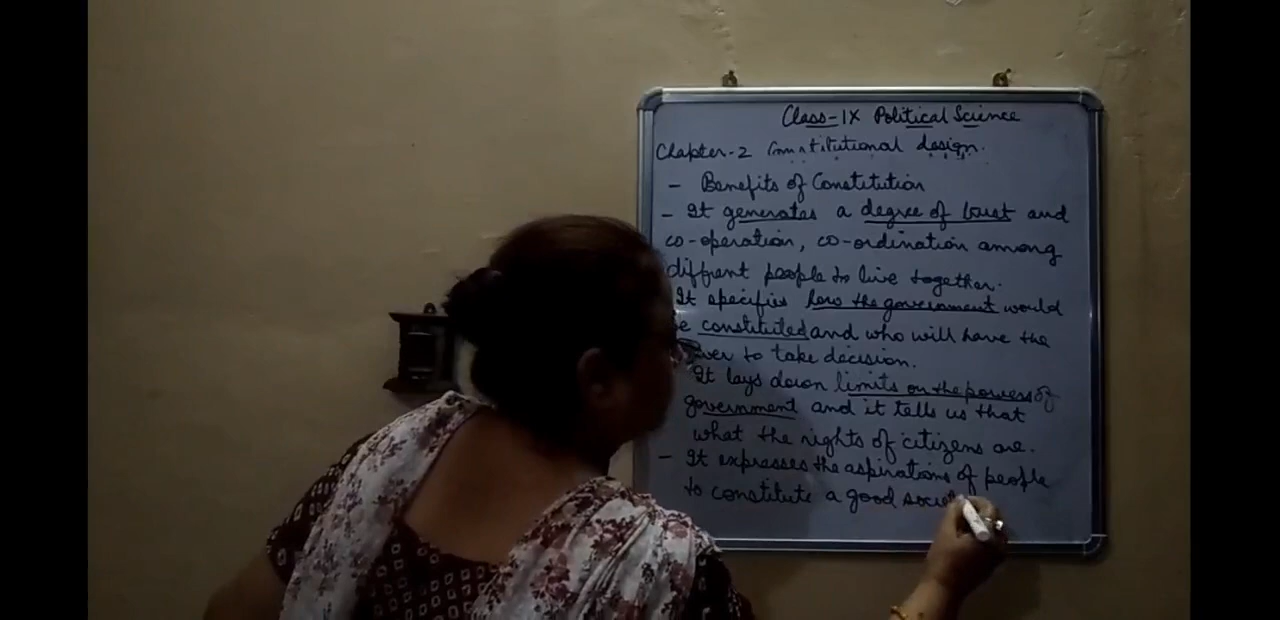 Class-IX Political Science
Chapter-2 Constitutional design.
- Benefits of Constitution
- It generates a degree of trust and
co-operation, co-ordination among
diffrent people to live together.
It specifies how the government would
constituted and who will have the
to take decision.
It lays down limits on the powers of
government and it tells us that
what the rights of citizens are.
- It expresses the aspirations of people
to constitute a good